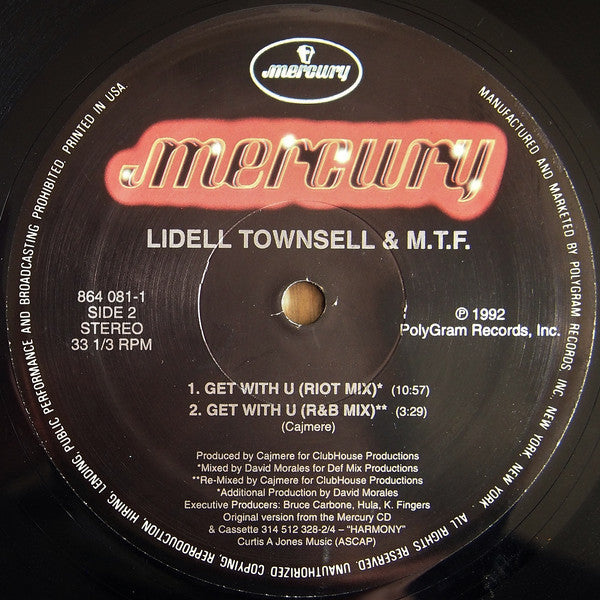 mercury
mercury
LIDELL TOWNSELL & M.T.F.
864 081-1
SIDE 2
STEREO
33 1/3 RPM
℗ 1992
PolyGram Records, Inc.
1. GET WITH U (RIOT MIX)* (10:57)
2. GET WITH U (R&B MIX)** (3:29)
(Cajmere)
Produced by Cajmere for ClubHouse Productions
*Mixed by David Morales for Def Mix Productions
**Re-Mixed by Cajmere for ClubHouse Productions
*Additional Production by David Morales
Executive Producers: Bruce Carbone, Hula, K. Fingers
Original version from the Mercury CD
& Cassette 314 512 328-2/4 – "HARMONY"
Curtis A Jones Music (ASCAP)
MANUFACTURED AND MARKETED BY POLYGRAM RECORDS, INC. NEW YORK, NEW YORK. ALL RIGHTS RESERVED. UNAUTHORIZED COPYING, REPRODUCTION, HIRING, LENDING, PUBLIC PERFORMANCE AND BROADCASTING PROHIBITED. PRINTED IN USA.